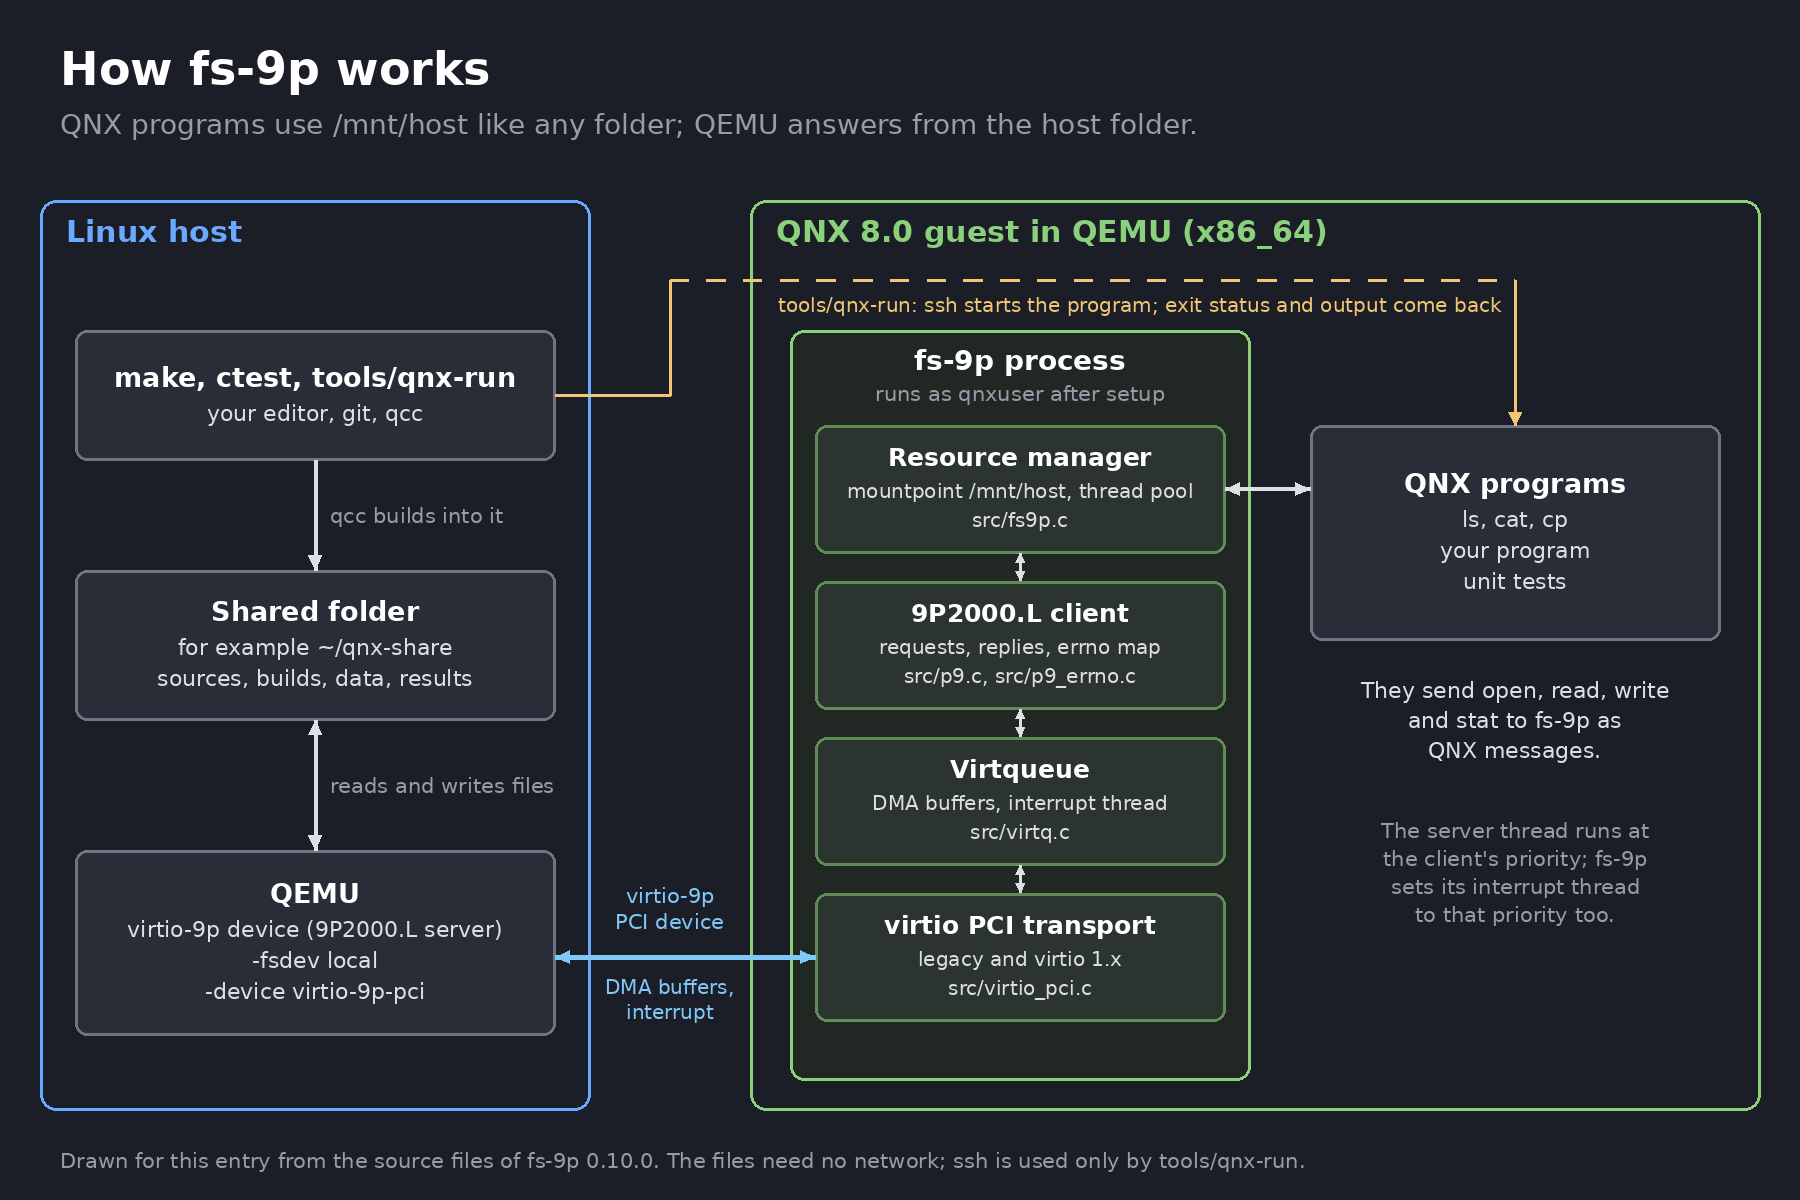 How fs-9p works
QNX programs use /mnt/host like any folder; QEMU answers from the host folder.
Linux host
make, ctest, tools/qnx-run
your editor, git, qcc
qcc builds into it
Shared folder
for example ~/qnx-share
sources, builds, data, results
reads and writes files
QEMU
virtio-9p device (9P2000.L server)
-fsdev local
-device virtio-9p-pci
virtio-9p
PCI device
DMA buffers,
interrupt
QNX 8.0 guest in QEMU (x86_64)
tools/qnx-run: ssh starts the program; exit status and output come back
fs-9p process
runs as qnxuser after setup
Resource manager
mountpoint /mnt/host, thread pool
src/fs9p.c
9P2000.L client
requests, replies, errno map
src/p9.c, src/p9_errno.c
Virtqueue
DMA buffers, interrupt thread
src/virtq.c
virtio PCI transport
legacy and virtio 1.x
src/virtio_pci.c
QNX programs
ls, cat, cp
your program
unit tests
They send open, read, write
and stat to fs-9p as
QNX messages.
The server thread runs at
the client's priority; fs-9p
sets its interrupt thread
to that priority too.
Drawn for this entry from the source files of fs-9p 0.10.0. The files need no network; ssh is used only by tools/qnx-run.